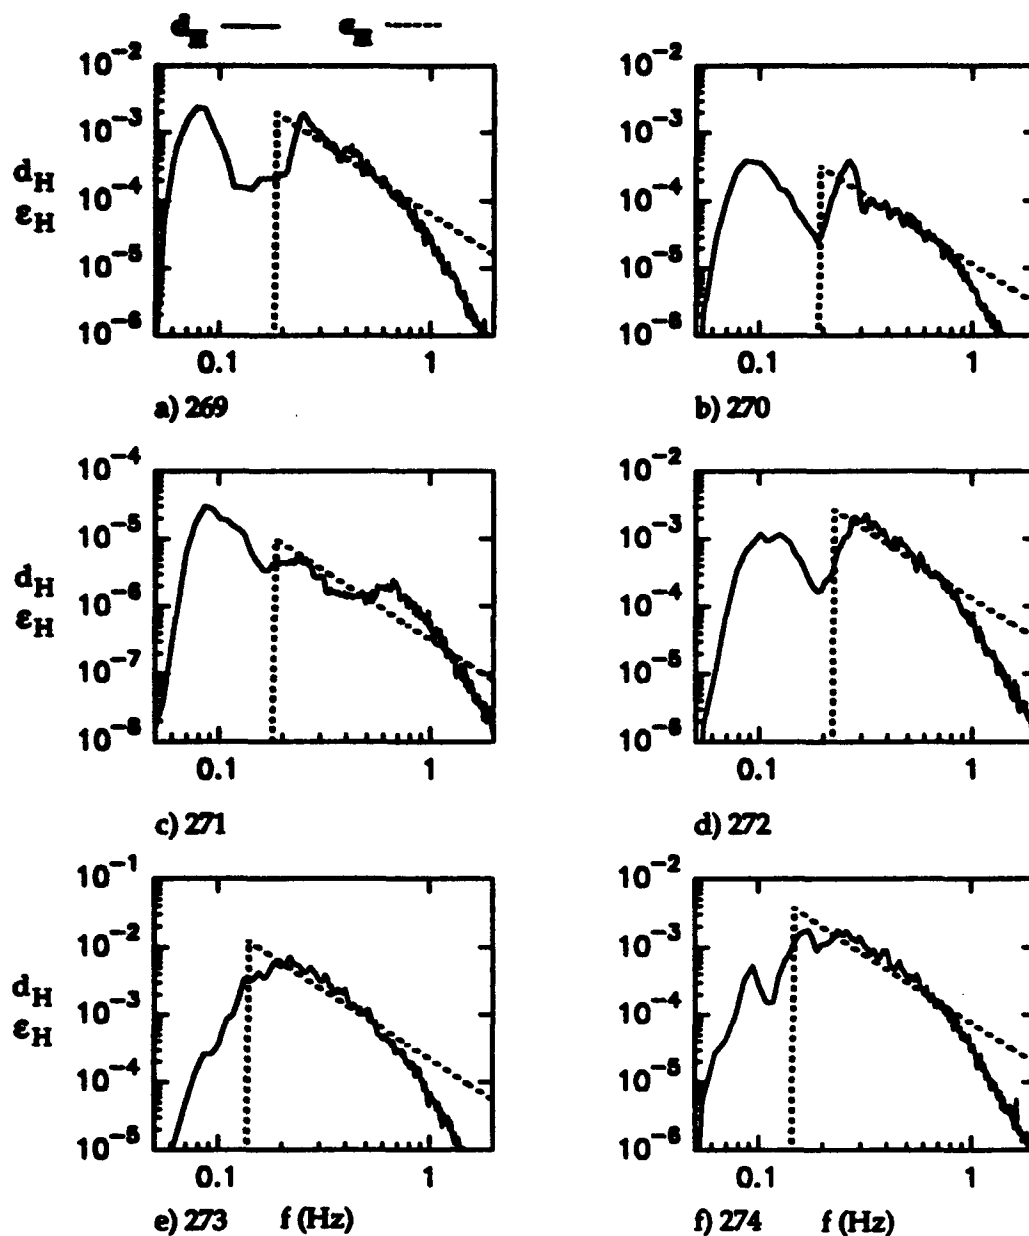 d_H ε_H
10^-2 10^-2
10^-3 10^-3
d_H 10^-4 10^-4
ε_H
10^-5 10^-5
10^-6 10^-6
0.1 1 0.1 1
a) 269 b) 270
10^-4 10^-2
10^-5 10^-3
d_H
ε_H 10^-6 10^-4
10^-7 10^-5
10^-8 10^-6
0.1 1 0.1 1
c) 271 d) 272
10^-1 10^-2
10^-2 10^-3
d_H
ε_H 10^-3 10^-4
10^-4 10^-5
10^-5 10^-6
0.1 1 0.1 1
e) 273 f (Hz) f) 274 f (Hz)